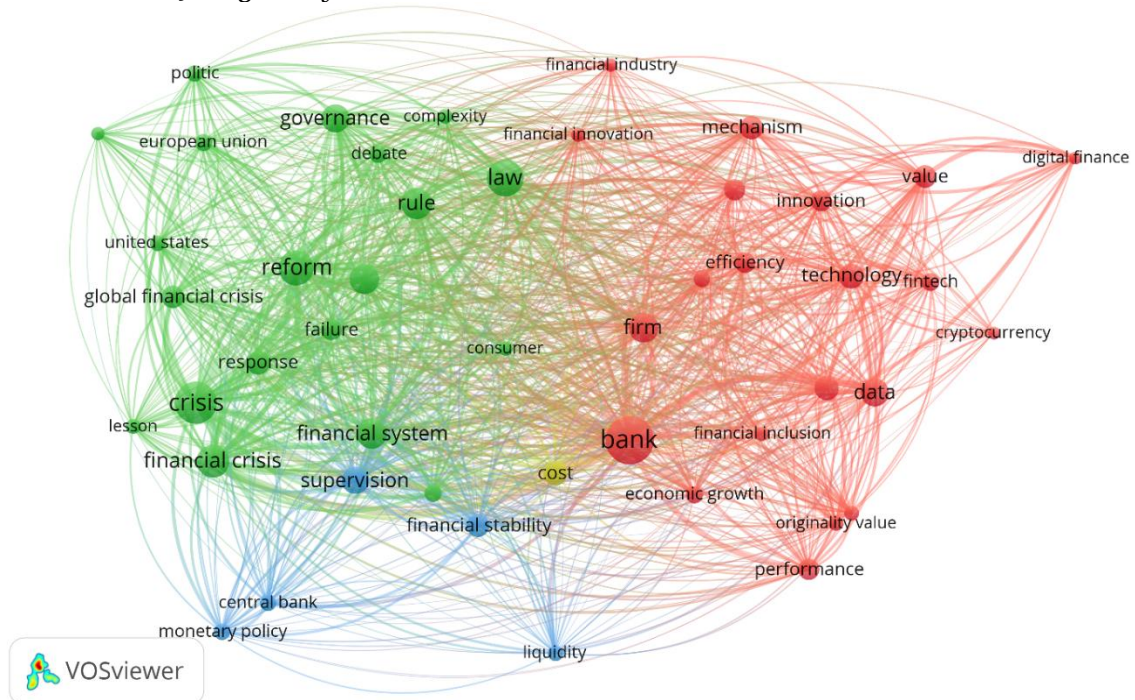 politic
financial industry
governance
complexity
financial innovation
mechanism
european union
debate
digital finance
law
value
rule
innovation
united states
reform
efficiency
technology
fintech
global financial crisis
failure
firm
cryptocurrency
response
consumer
crisis
data
lesson
financial system
bank
financial inclusion
financial crisis
supervision
cost
economic growth
financial stability
originality value
performance
central bank
monetary policy
liquidity
VOSviewer